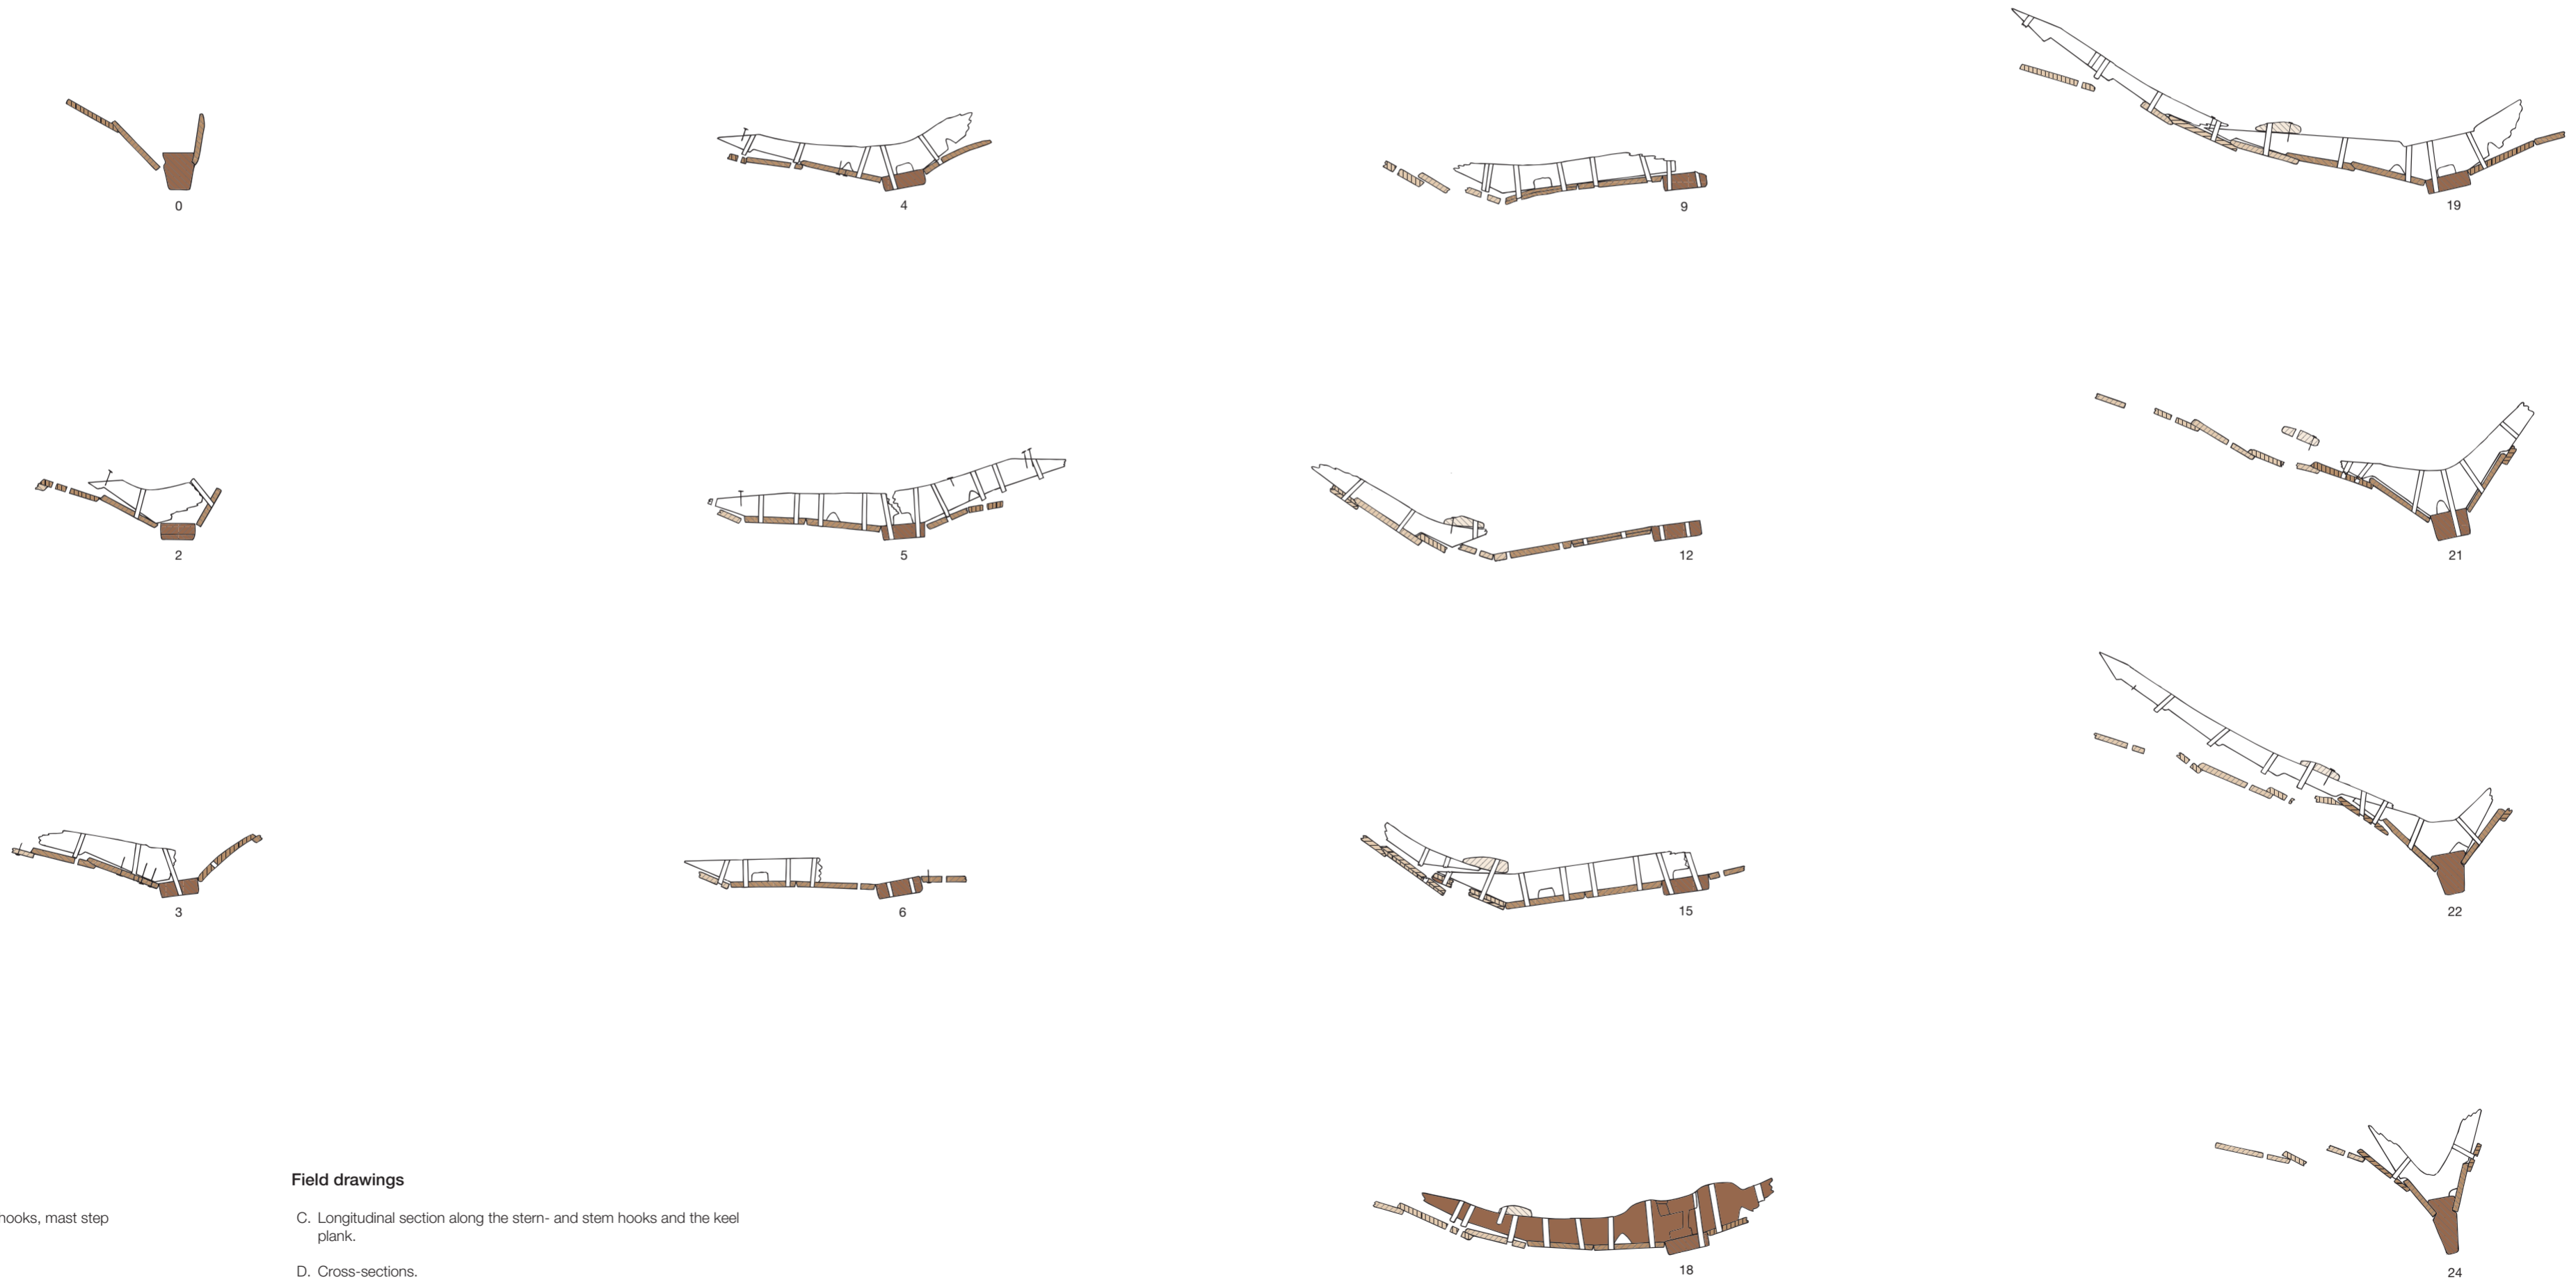 0
4
9
19
2
5
12
21
3
6
15
22
Field drawings
hooks, mast step
C. Longitudinal section along the stern- and stem hooks and the keel
plank.
D. Cross-sections.
18
24